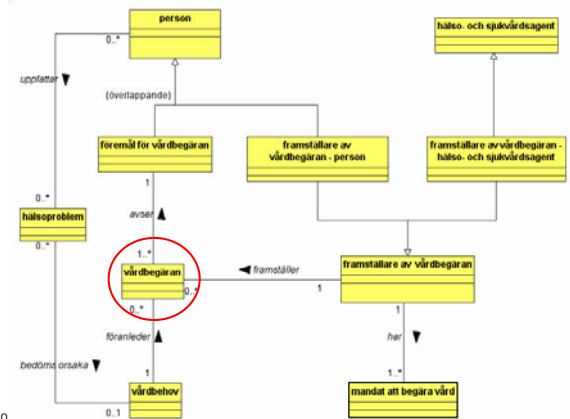 person
hälso- och sjukvårdsagent
0..*
uppfattar
{överlappande}
föremål för vårdbegäran
framställare av
vårdbegäran - person
framställare av vårdbegäran -
hälso- och sjukvårdsagent
1
0..*
hälsoproblem
0..*
avser
1..*
vårdbegäran
0..*
framställer
1
framställare av vårdbegäran
0..*
1
föranleder
har
bedöms orsaka
1
1..*
0..1
vårdbehov
mandat att begära vård
0